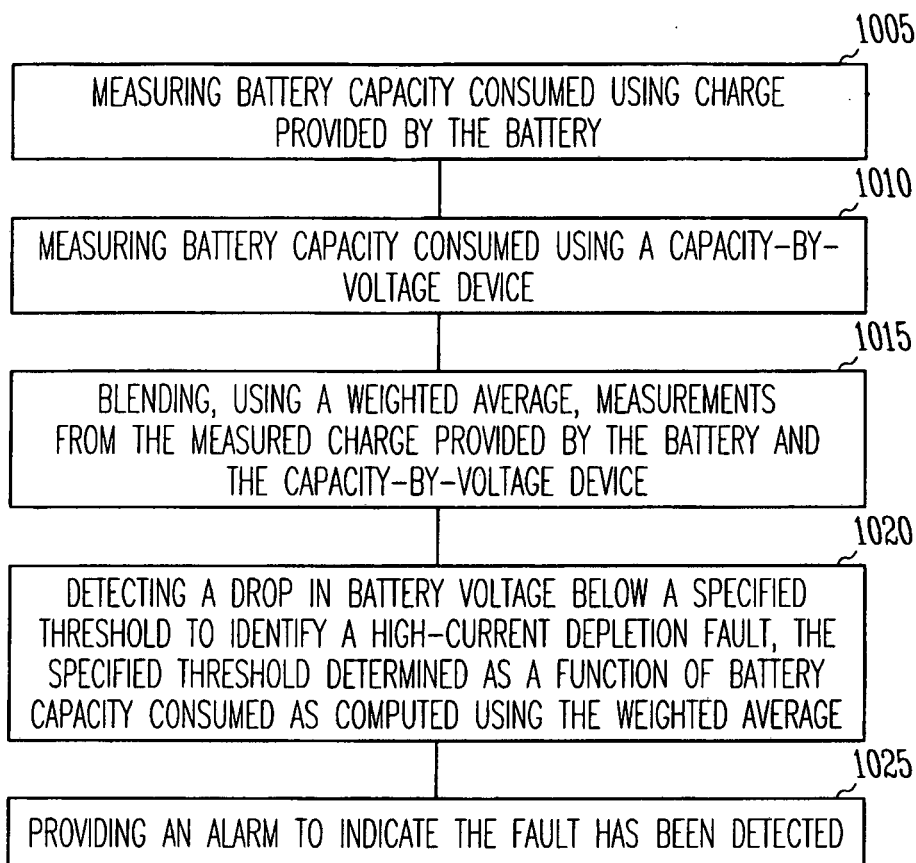 1005
MEASURING BATTERY CAPACITY CONSUMED USING CHARGE
PROVIDED BY THE BATTERY
1010
MEASURING BATTERY CAPACITY CONSUMED USING A CAPACITY-BY-
VOLTAGE DEVICE
1015
BLENDING, USING A WEIGHTED AVERAGE, MEASUREMENTS
FROM THE MEASURED CHARGE PROVIDED BY THE BATTERY AND
THE CAPACITY-BY-VOLTAGE DEVICE
1020
DETECTING A DROP IN BATTERY VOLTAGE BELOW A SPECIFIED
THRESHOLD TO IDENTIFY A HIGH-CURRENT DEPLETION FAULT, THE
SPECIFIED THRESHOLD DETERMINED AS A FUNCTION OF BATTERY
CAPACITY CONSUMED AS COMPUTED USING THE WEIGHTED AVERAGE
1025
PROVIDING AN ALARM TO INDICATE THE FAULT HAS BEEN DETECTED